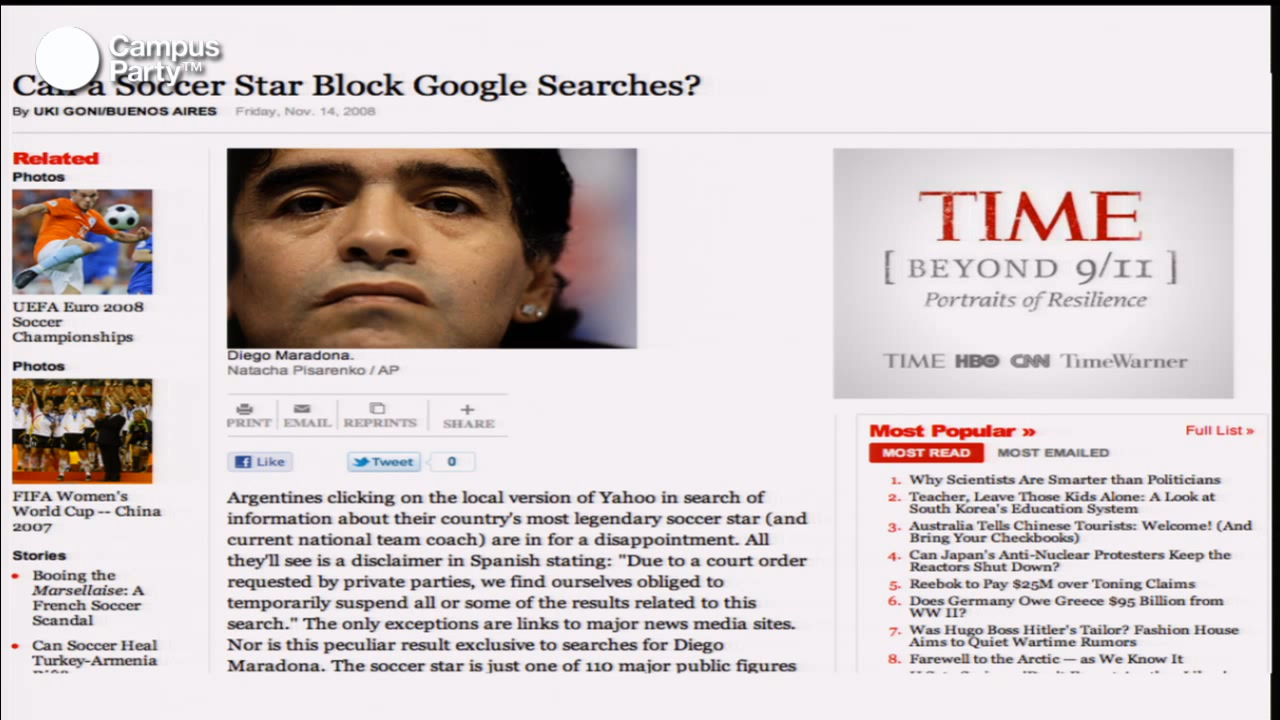 Campus
Party™
Can a Soccer Star Block Google Searches?
By UKI GONI/BUENOS AIRES Friday, Nov. 14, 2008
Related
Photos
UEFA Euro 2008
Soccer
Championships
Photos
FIFA Women's
World Cup -- China
2007
Stories
Booing the
Marsellaise: A
French Soccer
Scandal
Can Soccer Heal
Turkey-Armenia
Diego Maradona.
Natacha Pisarenko / AP
PRINT EMAIL REPRINTS SHARE
Like Tweet 0
Argentines clicking on the local version of Yahoo in search of
information about their country's most legendary soccer star (and
current national team coach) are in for a disappointment. All
they'll see is a disclaimer in Spanish stating: "Due to a court order
requested by private parties, we find ourselves obliged to
temporarily suspend all or some of the results related to this
search." The only exceptions are links to major news media sites.
Nor is this peculiar result exclusive to searches for Diego
Maradona. The soccer star is just one of 110 major public figures
TIME
[ BEYOND 9/11 ]
Portraits of Resilience
TIME HBO CNN TimeWarner
Most Popular » Full List »
MOST READ MOST EMAILED
1. Why Scientists Are Smarter than Politicians
2. Teacher, Leave Those Kids Alone: A Look at
South Korea's Education System
3. Australia Tells Chinese Tourists: Welcome! (And
Bring Your Checkbooks)
4. Can Japan's Anti-Nuclear Protesters Keep the
Reactors Shut Down?
5. Reebok to Pay $25M over Toning Claims
6. Does Germany Owe Greece $95 Billion from
WW II?
7. Was Hugo Boss Hitler's Tailor? Fashion House
Aims to Quiet Wartime Rumors
8. Farewell to the Arctic — as We Know It